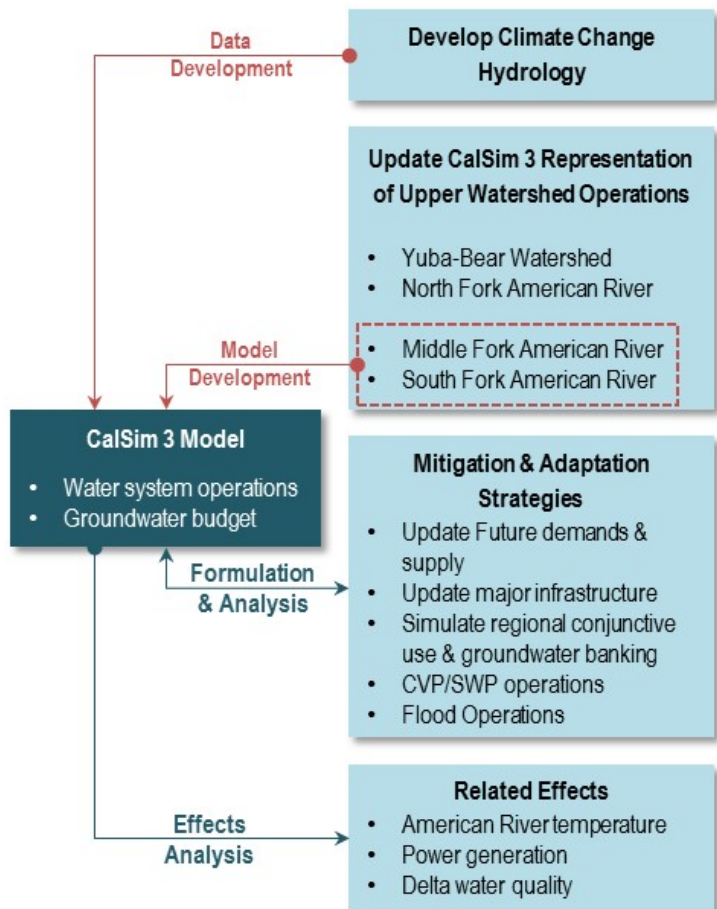 Data
Development
Develop Climate Change
Hydrology
Update CalSim 3 Representation
of Upper Watershed Operations
• Yuba-Bear Watershed
• North Fork American River
• Middle Fork American River
• South Fork American River
Model
Development
CalSim 3 Model
• Water system operations
• Groundwater budget
Formulation
& Analysis
Mitigation & Adaptation
Strategies
• Update Future demands &
supply
• Update major infrastructure
• Simulate regional conjunctive
use & groundwater banking
• CVP/SWP operations
• Flood Operations
Effects
Analysis
Related Effects
• American River temperature
• Power generation
• Delta water quality